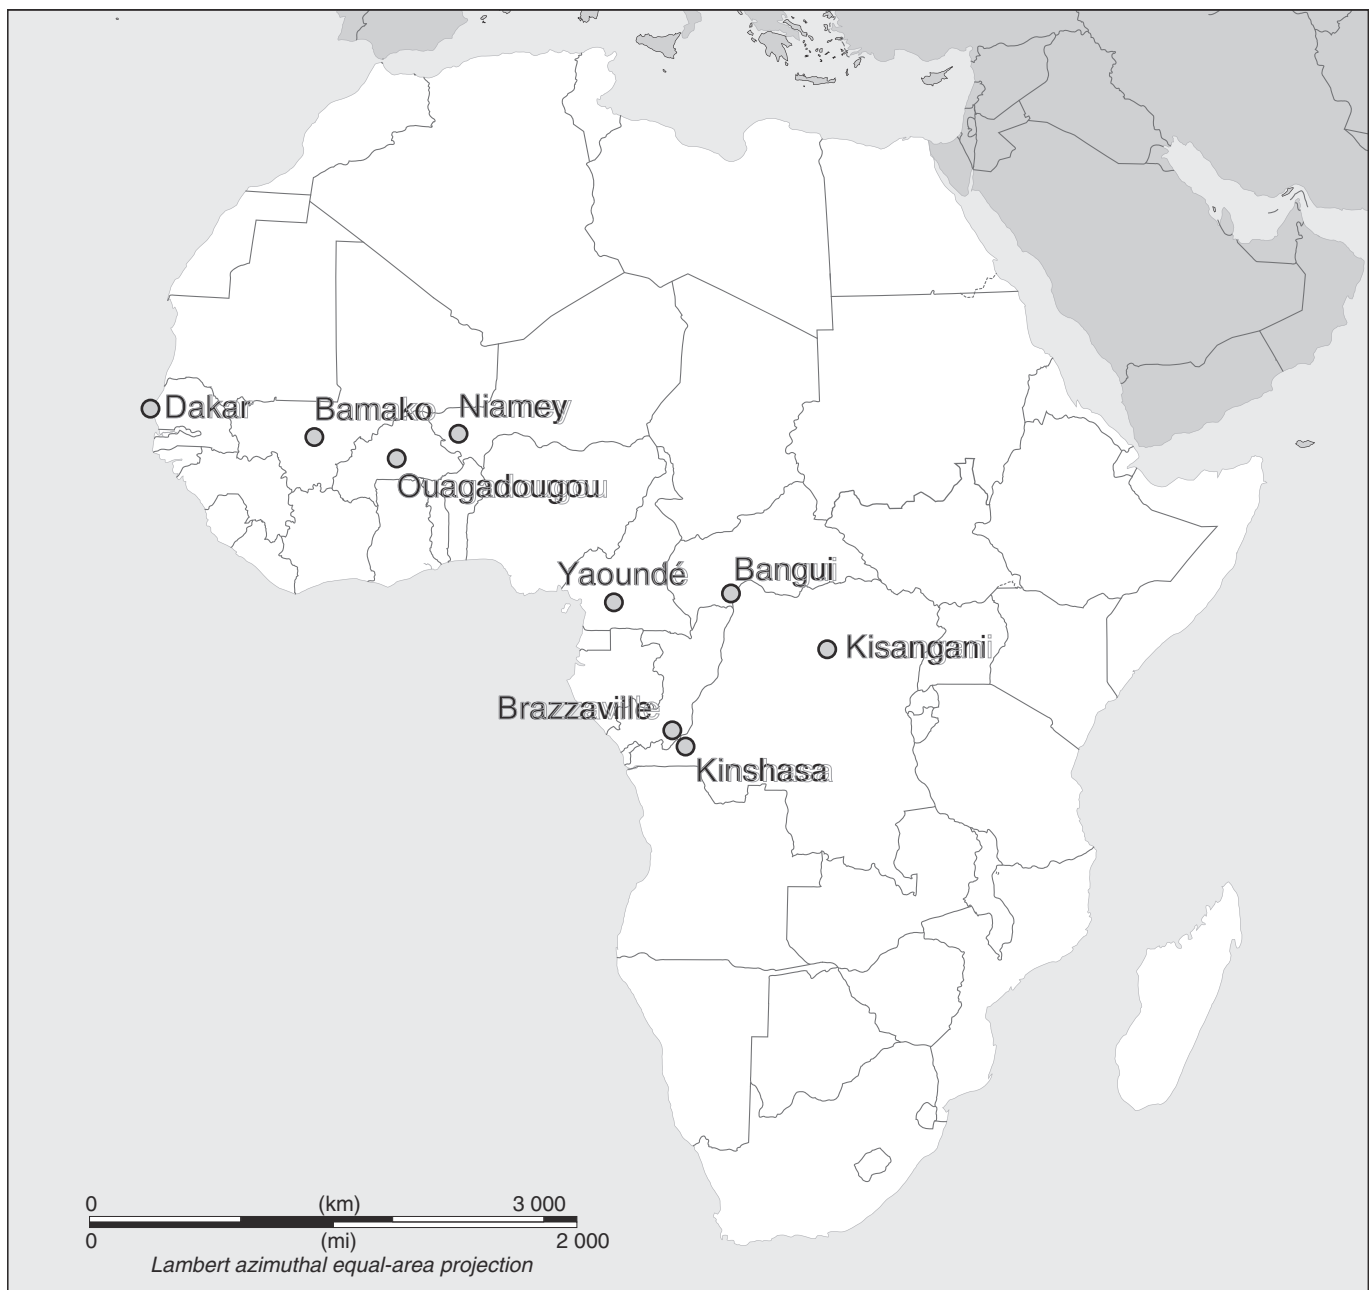 Dakar
Bamako
Niamey
Ouagadougou
Yaoundé
Bangui
Kisangani
Brazzaville
Kinshasa
0 (km) 3 000
0 (mi) 2 000
Lambert azimuthal equal-area projection